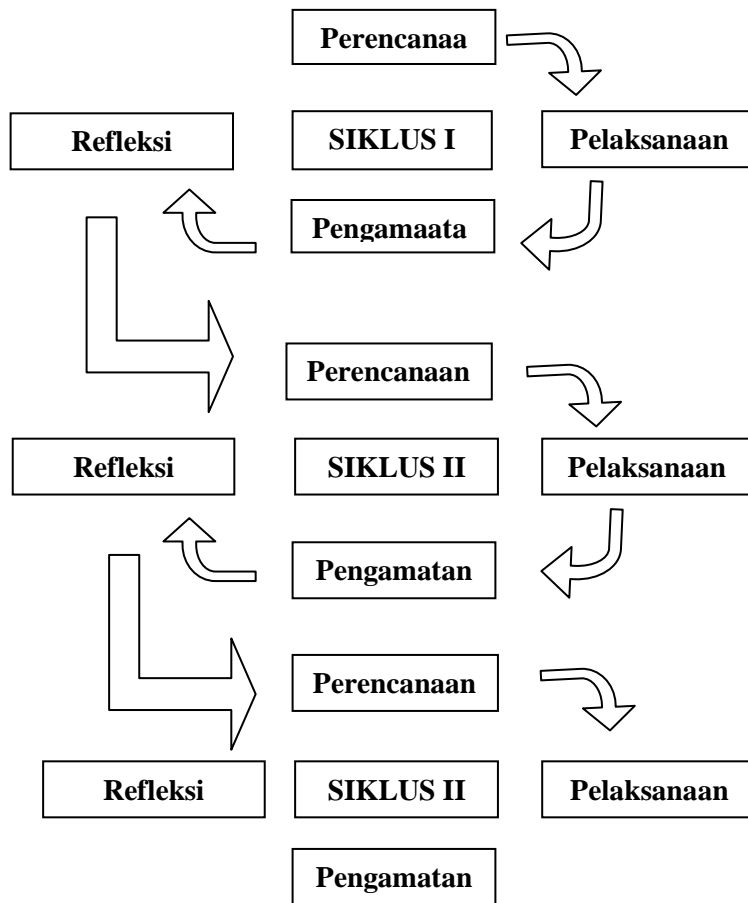 Perencanaa
Refleksi
SIKLUS I
Pelaksanaan
Pengamaata
Perencanaan
Refleksi
SIKLUS II
Pelaksanaan
Pengamatan
Perencanaan
Refleksi
SIKLUS II
Pelaksanaan
Pengamatan